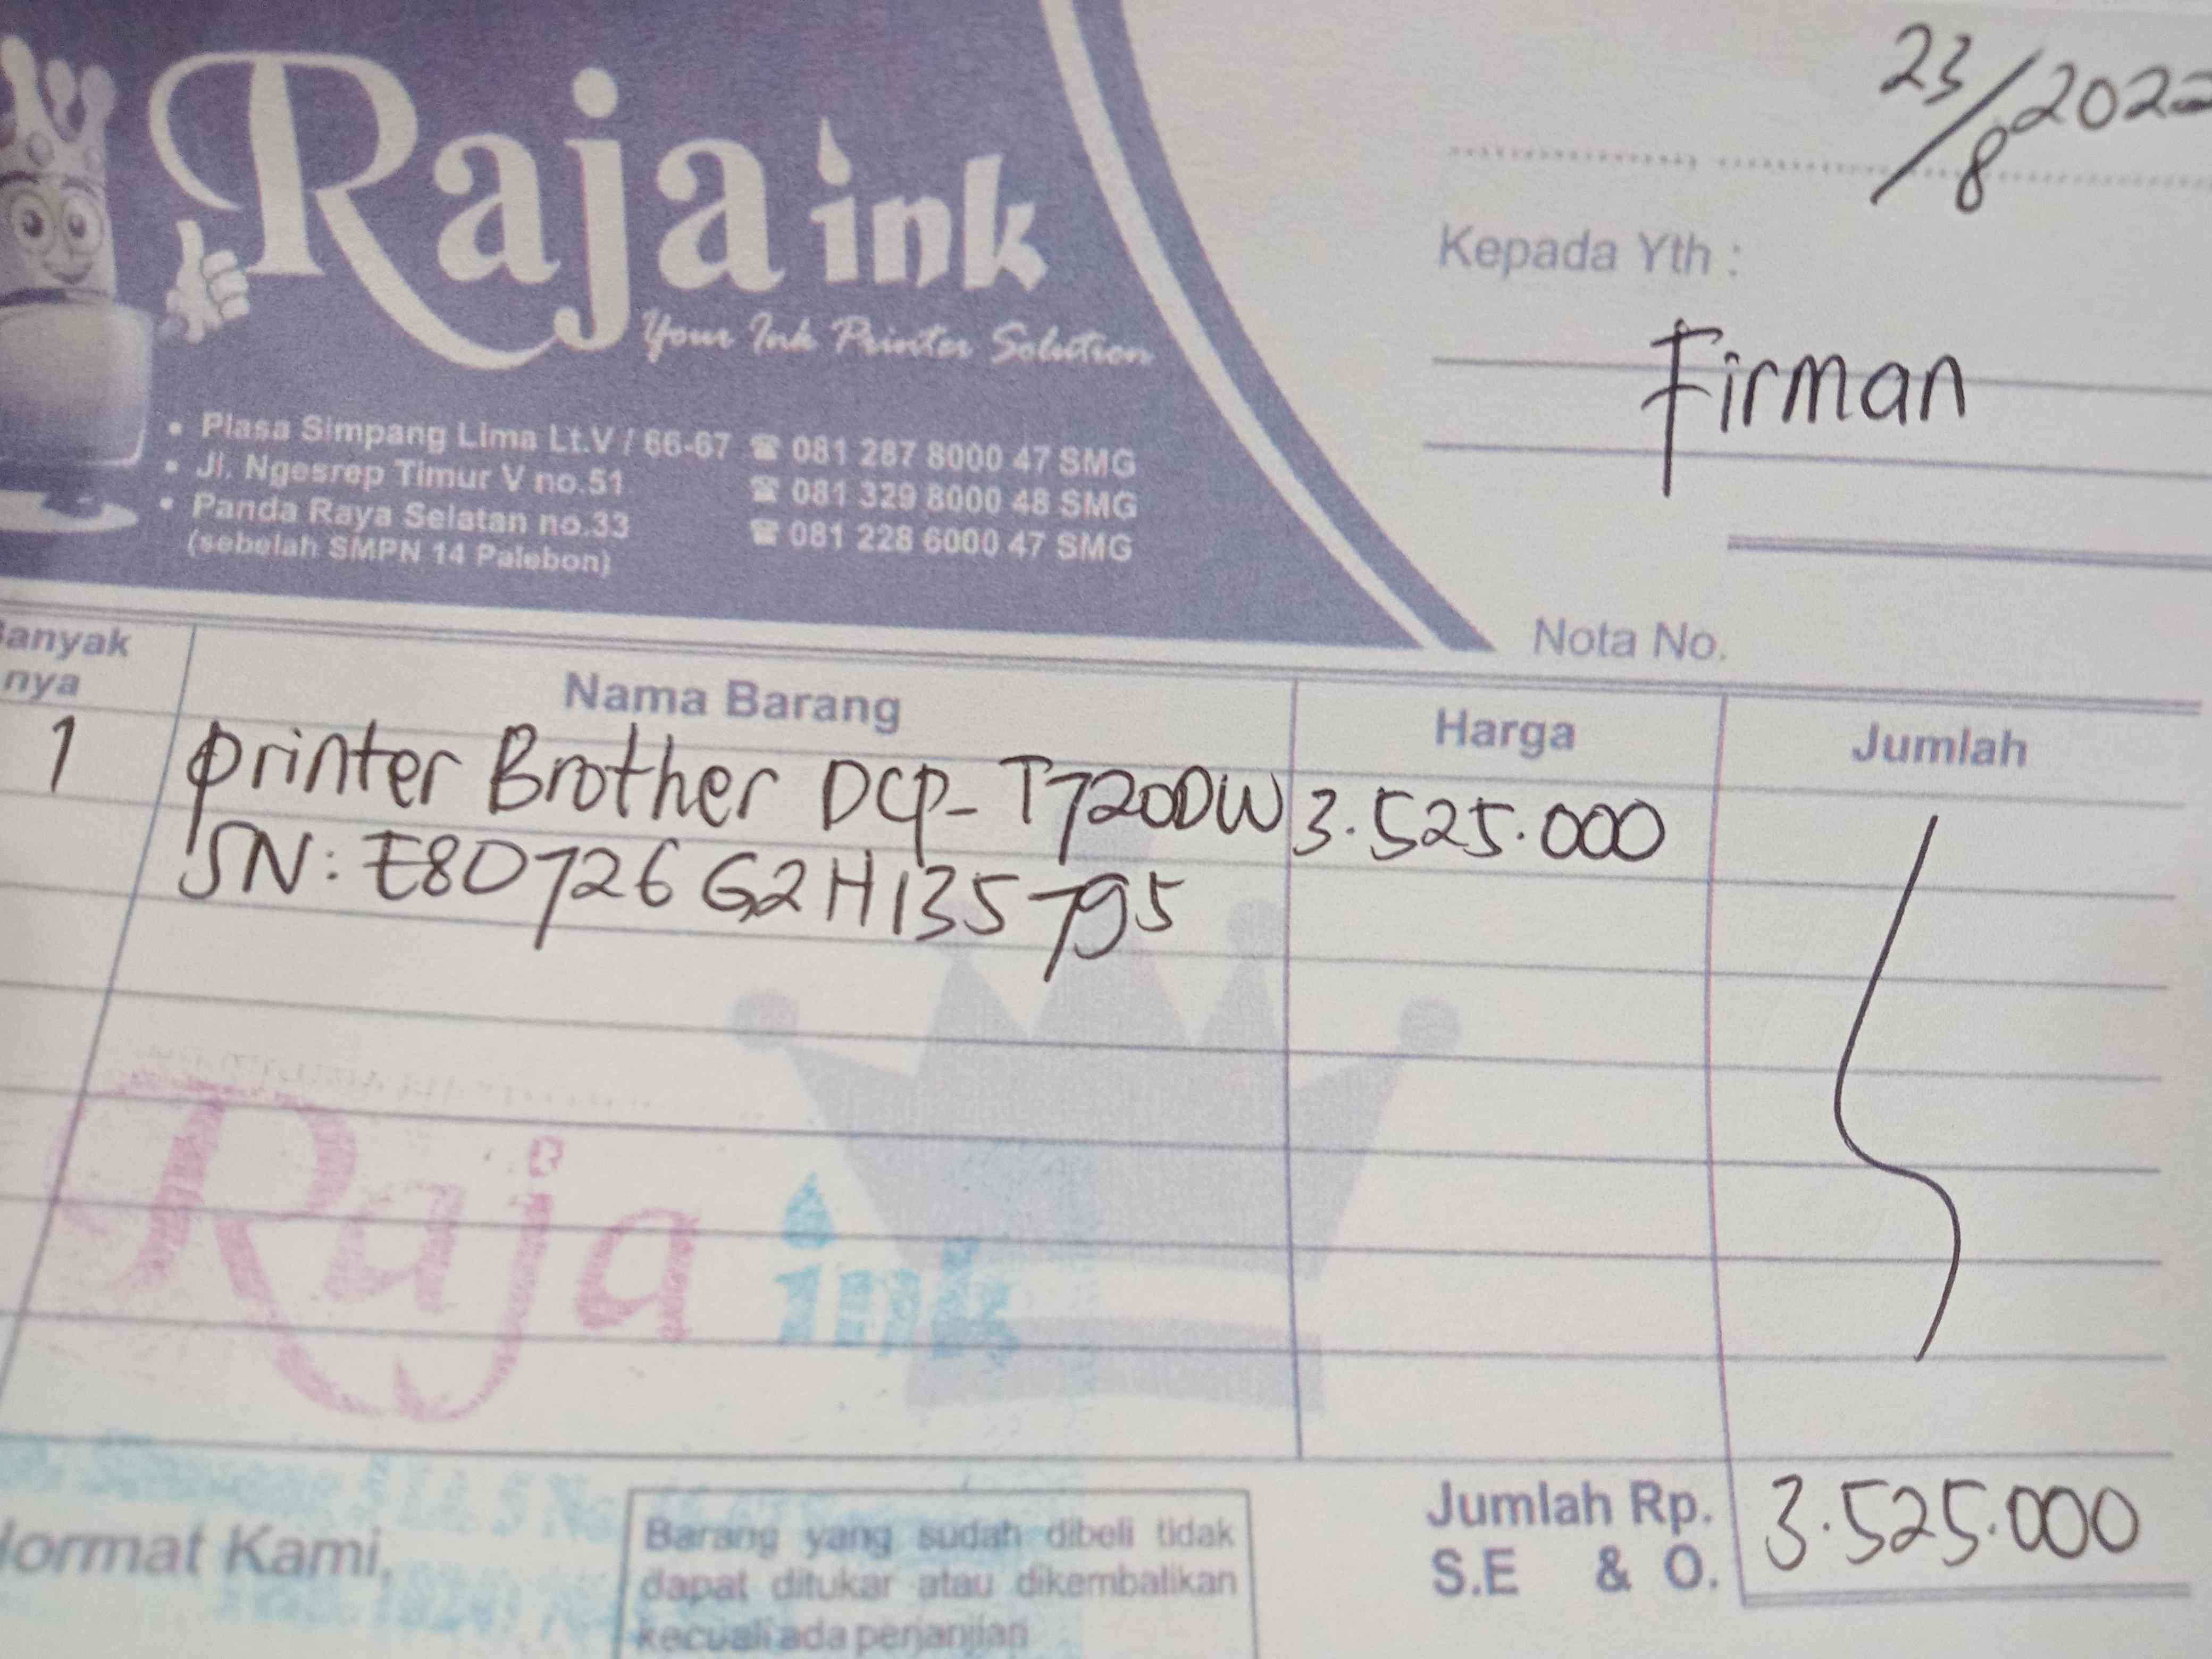 23/8 2022
Raja ink
Your Ink Printer Solution
Kepada Yth :
Firman
• Plasa Simpang Lima Lt.V / 66-67 ☎ 081 287 8000 47 SMG
• Jl. Ngesrep Timur V no.51 ☎ 081 329 8000 48 SMG
• Panda Raya Selatan no.33 ☎ 081 228 6000 47 SMG
(sebelah SMPN 14 Palebon)
Nota No.
Banyak
nya
Nama Barang
Harga
Jumlah
1 printer Brother DCP-T720DW 3.525.000
SN: E80726G2H135795
Raja ink
Hormat Kami,
Barang yang sudah dibeli tidak
dapat ditukar atau dikembalikan
kecuali ada perjanjian
Jumlah Rp. 3.525.000
S.E & O.